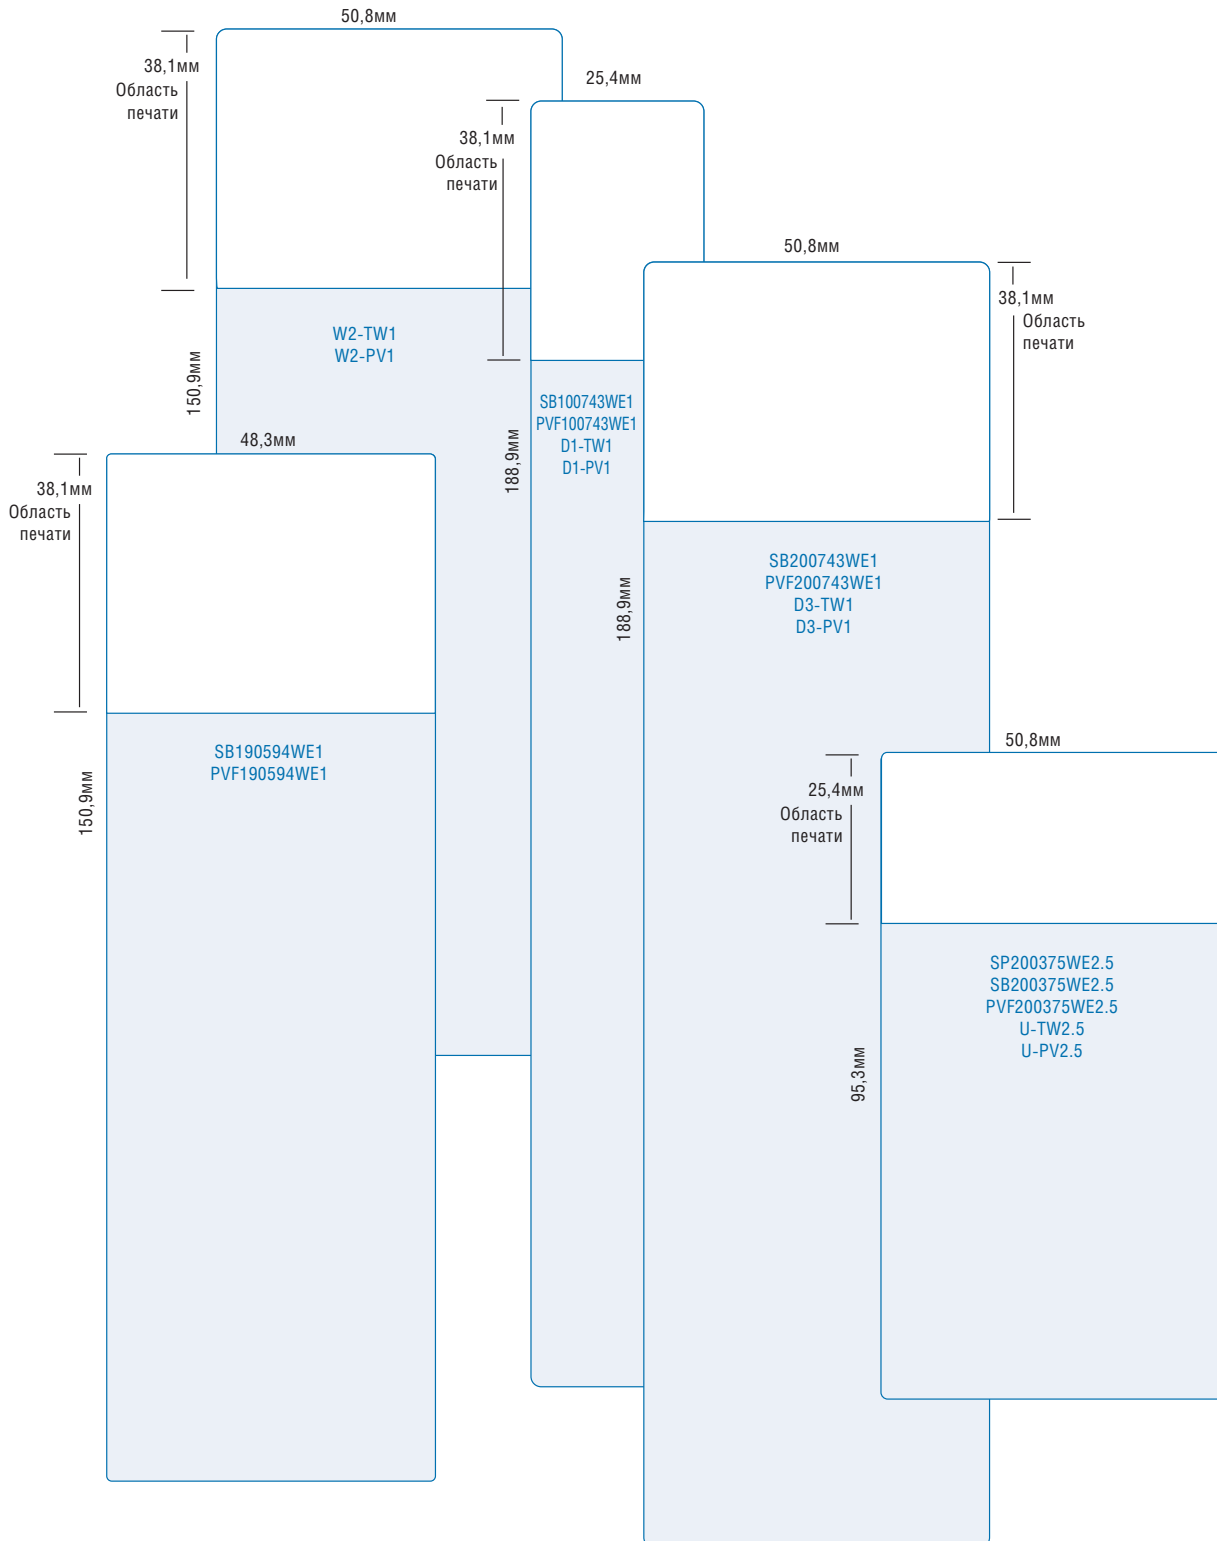 50,8мм
38,1мм
Область
печати
150,9мм
W2-TW1
W2-PV1
25,4мм
38,1мм
Область
печати
188,9мм
SB100743WE1
PVF100743WE1
D1-TW1
D1-PV1
50,8мм
38,1мм
Область
печати
188,9мм
SB200743WE1
PVF200743WE1
D3-TW1
D3-PV1
48,3мм
38,1мм
Область
печати
150,9мм
SB190594WE1
PVF190594WE1
50,8мм
25,4мм
Область
печати
95,3мм
SP200375WE2.5
SB200375WE2.5
PVF200375WE2.5
U-TW2.5
U-PV2.5